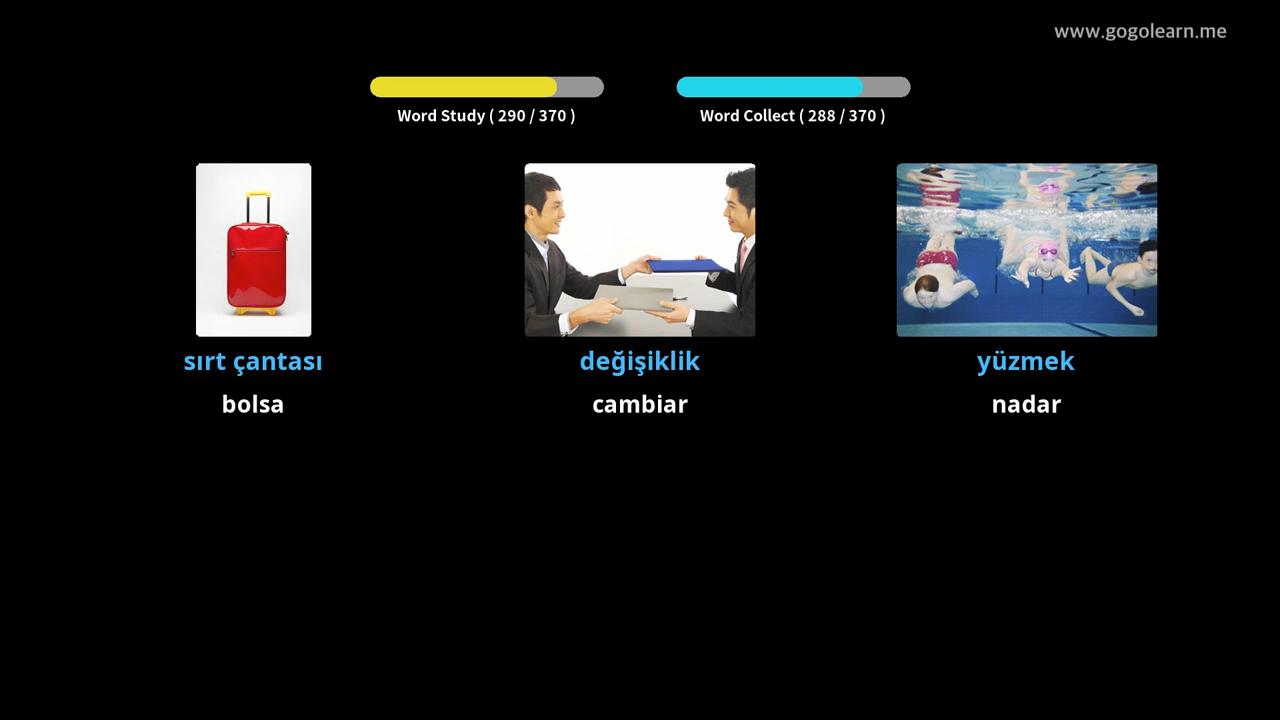 www.gogolearn.me
Word Study ( 290 / 370 )
Word Collect ( 288 / 370 )
sırt çantası
değişiklik
yüzmek
bolsa
cambiar
nadar